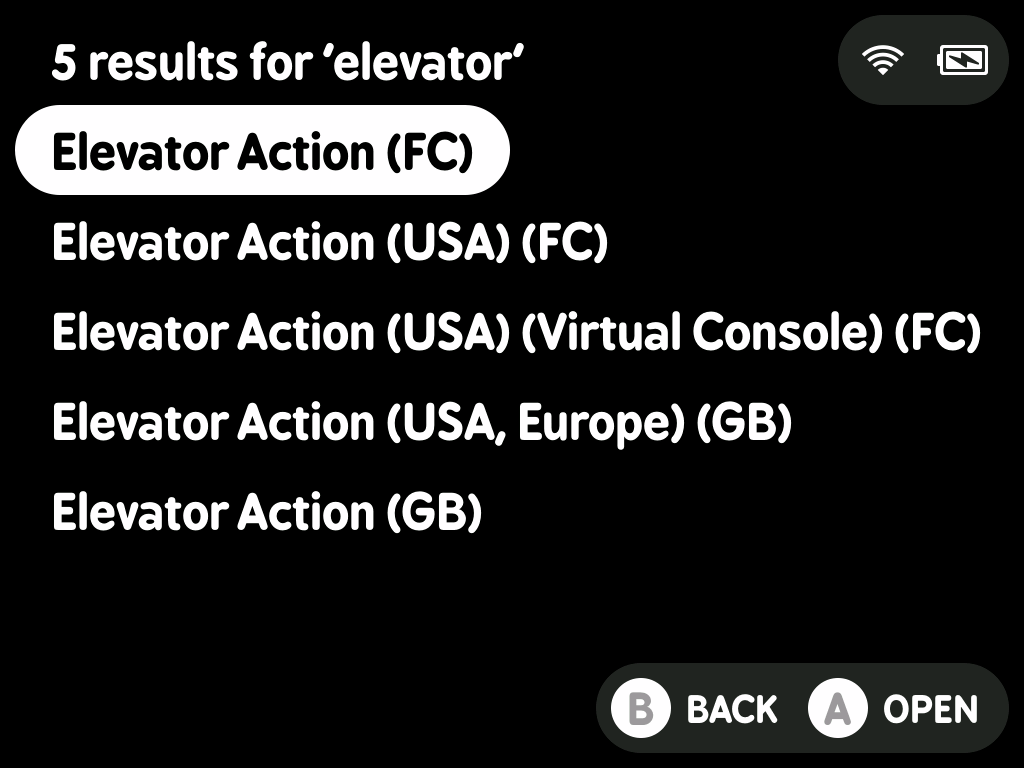 5 results for 'elevator'
Elevator Action (FC)
Elevator Action (USA) (FC)
Elevator Action (USA) (Virtual Console) (FC)
Elevator Action (USA, Europe) (GB)
Elevator Action (GB)
B BACK A OPEN